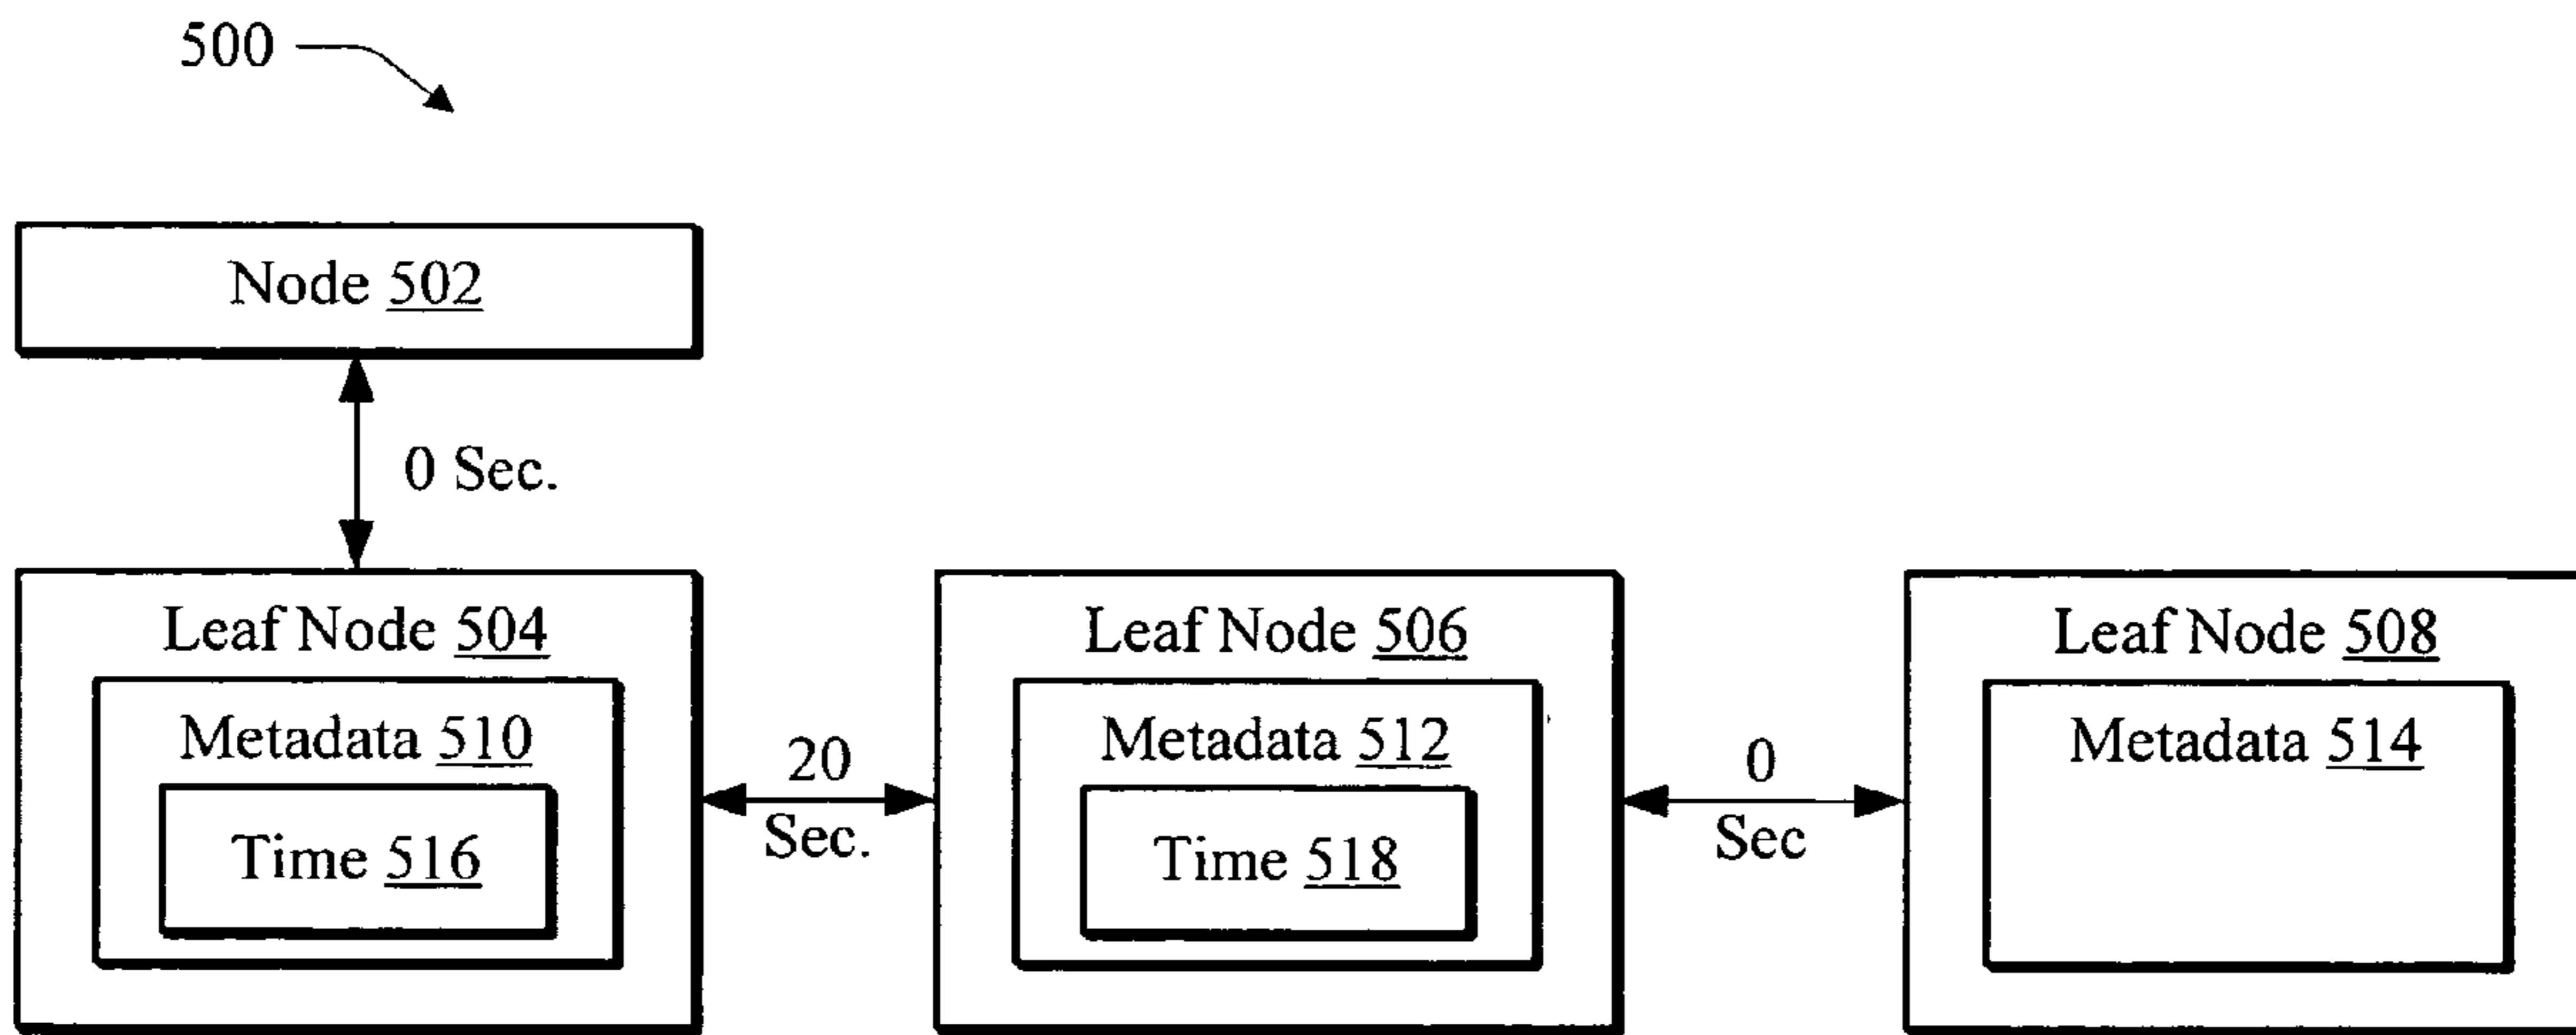 500
Node 502
0 Sec.
Leaf Node 504
Metadata 510
Time 516
20
Sec.
Leaf Node 506
Metadata 512
Time 518
0
Sec
Leaf Node 508
Metadata 514